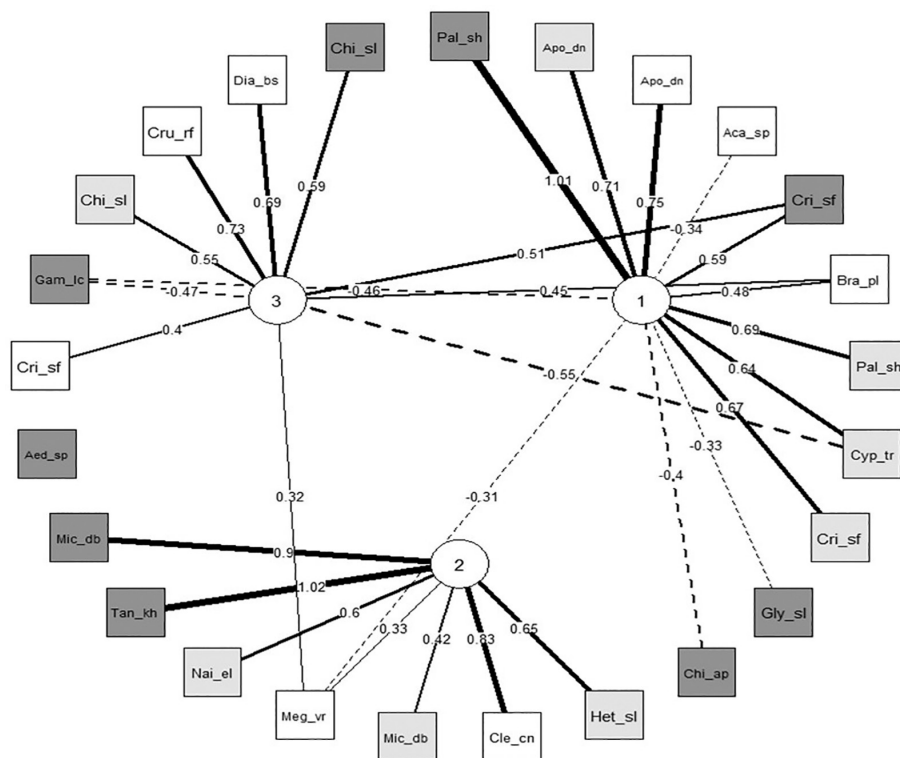 Chi_sl
Pal_sh
Apo_dn
Dia_bs
Apo_dn
Cru_rf
Aca_sp
Chi_sl
Cri_sf
0.59
1.01
0.71
0.69
0.75
0.73
-0.34
0.55
0.51
0.59
Gam_lc
-0.47
3
-0.46
0.45
1
0.48
Bra_pl
0.4
0.69
Cri_sf
Pal_sh
-0.55
0.64
0.67
Aed_sp
-0.33
Cyp_tr
-0.4
0.32
-0.31
Mic_db
0.9
2
Cri_sf
1.02
Tan_kh
0.6
0.33
0.42
0.83
0.65
Gly_sl
Nai_el
Chi_ap
Meg_vr
Mic_db
Cle_cn
Het_sl